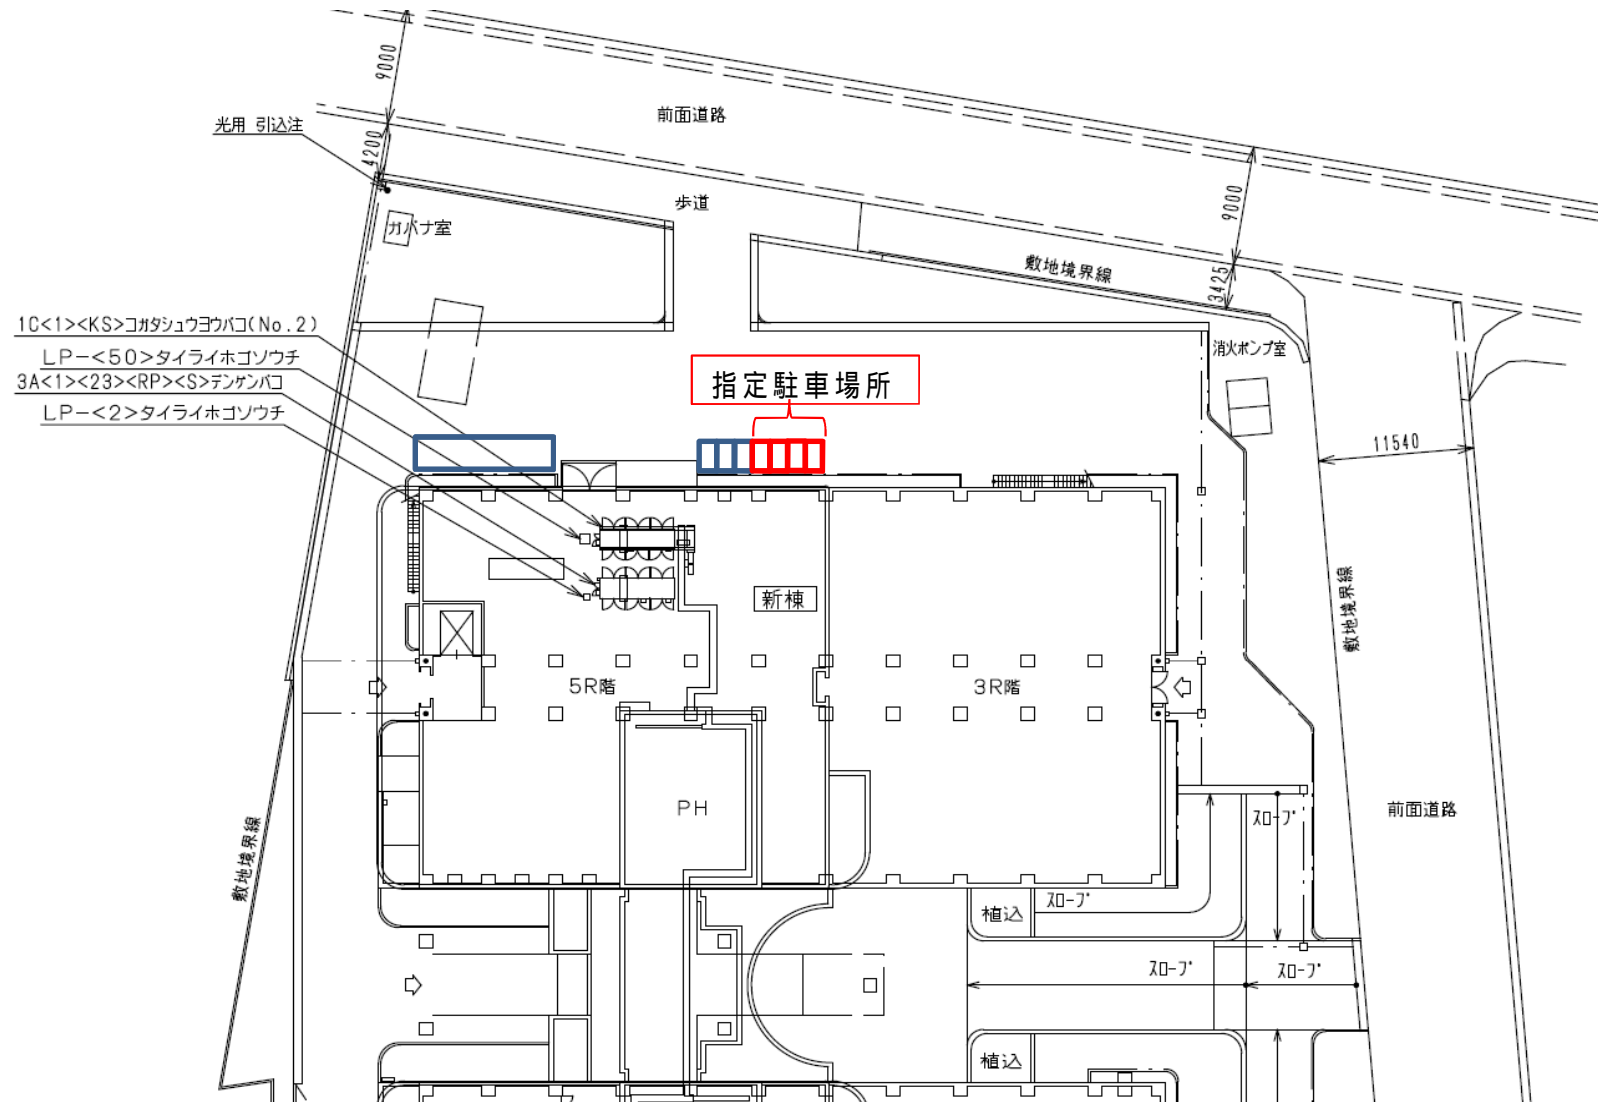 9000
前面道路
光用 引込注
4200
歩道
9000
ガバナ室
敷地境界線
3425
1C<1><KS>コガタシュウヨウバコ(No.2)
消火ポンプ室
LP-<50>タイライホゴソウチ
3A<1><23><RP><S>デンケンバコ
指定駐車場所
LP-<2>タイライホゴソウチ
11540
新棟
敷地境界線
5R階
3R階
PH
前面道路
スロープ
敷地境界線
スロープ
植込
スロープ
スロープ
植込